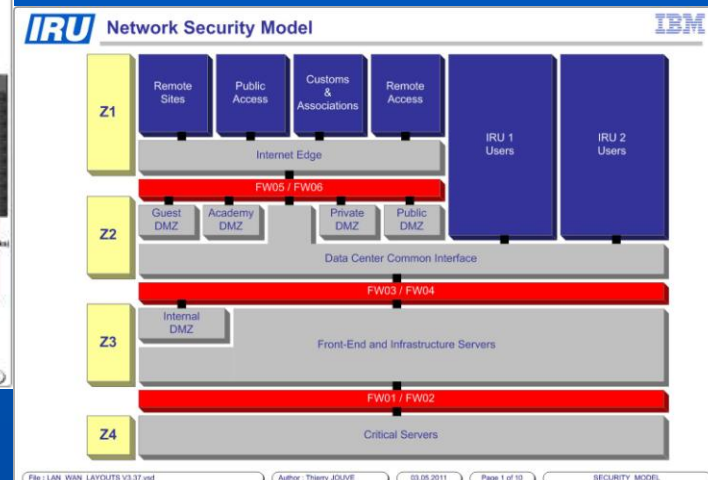 IRU
Network Security Model
IBM
Z1
Remote
Sites
Public
Access
Customs
&
Associations
Remote
Access
IRU 1
Users
IRU 2
Users
Internet Edge
FW05 / FW06
Z2
Guest
DMZ
Academy
DMZ
Private
DMZ
Public
DMZ
Data Center Common Interface
FW03 / FW04
Z3
Internal
DMZ
Front-End and Infrastructure Servers
FW01 / FW02
Z4
Critical Servers
File : LAN_WAN_LAYOUTS V3.37.vsd
Author : Thierry JOUVE
03.05.2011
Page 1 of 10
SECURITY_MODEL